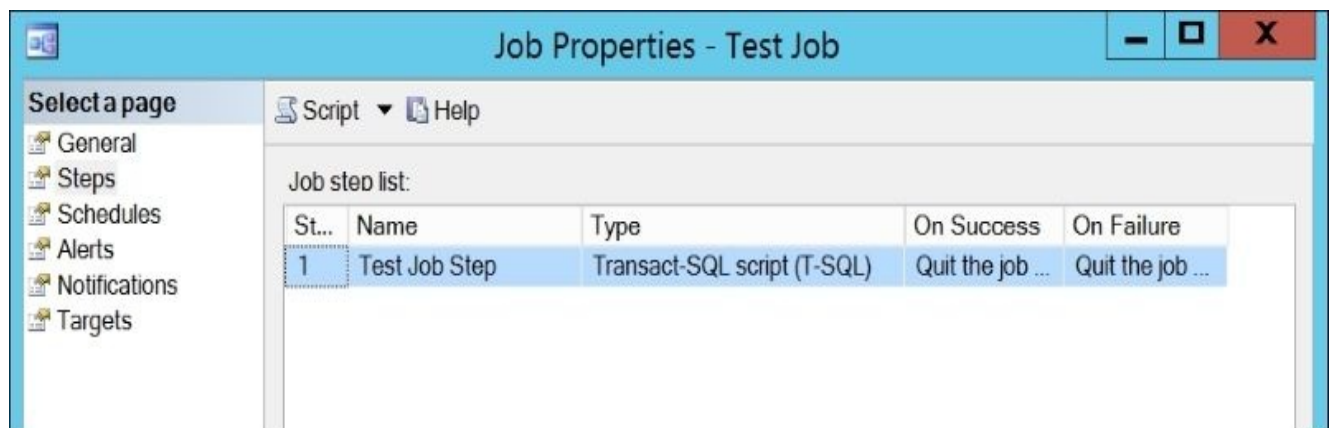 Job Properties - Test Job
Select a page
General
Steps
Schedules
Alerts
Notifications
Targets
Script Help
Job step list:
St... Name Type On Success On Failure
1 Test Job Step Transact-SQL script (T-SQL) Quit the job ... Quit the job ...